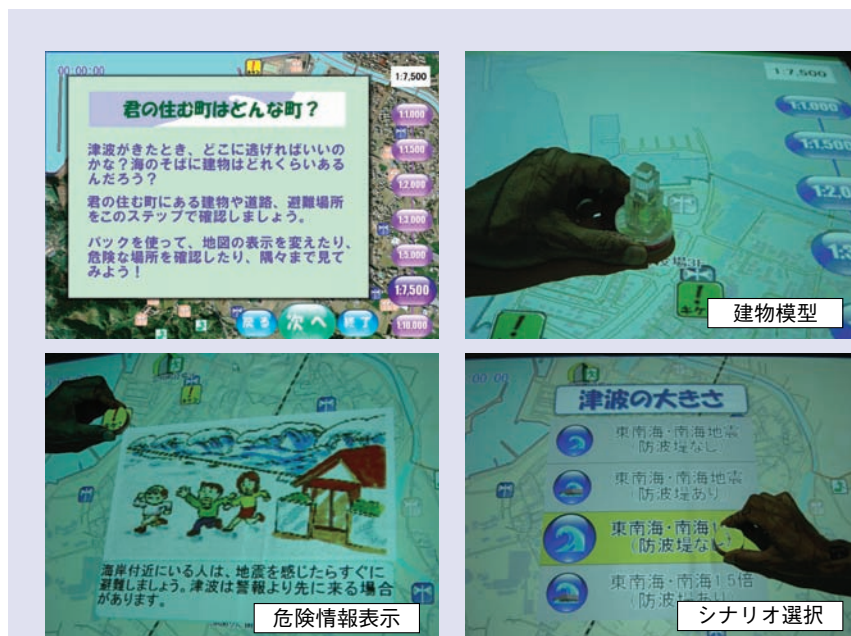 00:00:00
1:7,500
君の住む町はどんな町？
津波がきたとき、どこに逃げればいいの
かな？海のそばに建物はどれくらいある
んだろう？
君の住む町にある建物や道路、避難場所
をこのステップで確認しましょう。
パックを使って、地図の表示を変えたり、
危険な場所を確認したり、隅々まで見て
みよう！
1:1,000
1:1,500
1:2,000
1:3,000
1:5,000
1:7,500
1:10,000
戻る
次へ
終了
1:7,500
1:1,000
1:1,500
1:2,0
1:3
建物模型
海岸付近にいる人は、地震を感じたらすぐに
避難しましょう。津波は警報より先に来る場合
があります。
危険情報表示
00:00
津波の大きさ
東南海・南海地震
（防波堤なし）
東南海・南海地震
（防波堤あり）
東南海・南海1
（防波堤な
東南海・南海1.5倍
（防波堤あり
シナリオ選択